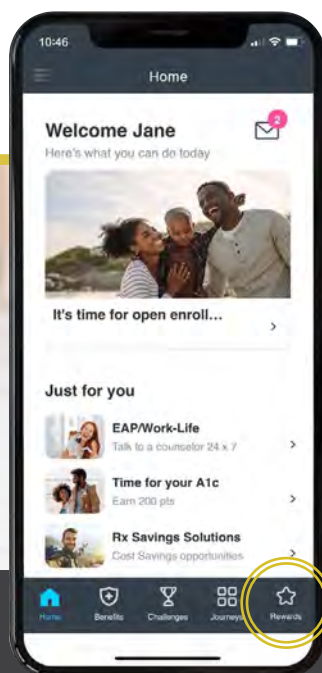 10:46
Home
Welcome Jane
2
Here's what you can do today
It's time for open enroll...
Just for you
EAP/Work-Life
Talk to a counselor 24 x 7
Time for your A1c
Earn 200 pts
Rx Savings Solutions
Cost Savings opportunities
Home Benefits Challenges Journeys Rewards